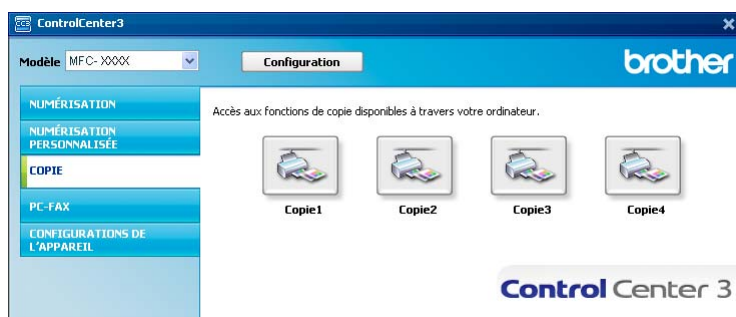 ControlCenter3
Modèle MFC-XXXX Configuration
brother
NUMÉRISATION
NUMÉRISATION
PERSONNALISÉE
COPIE
PC-FAX
CONFIGURATIONS DE
L'APPAREIL
Accès aux fonctions de copie disponibles à travers votre ordinateur.
Copie1 Copie2 Copie3 Copie4
Control Center 3